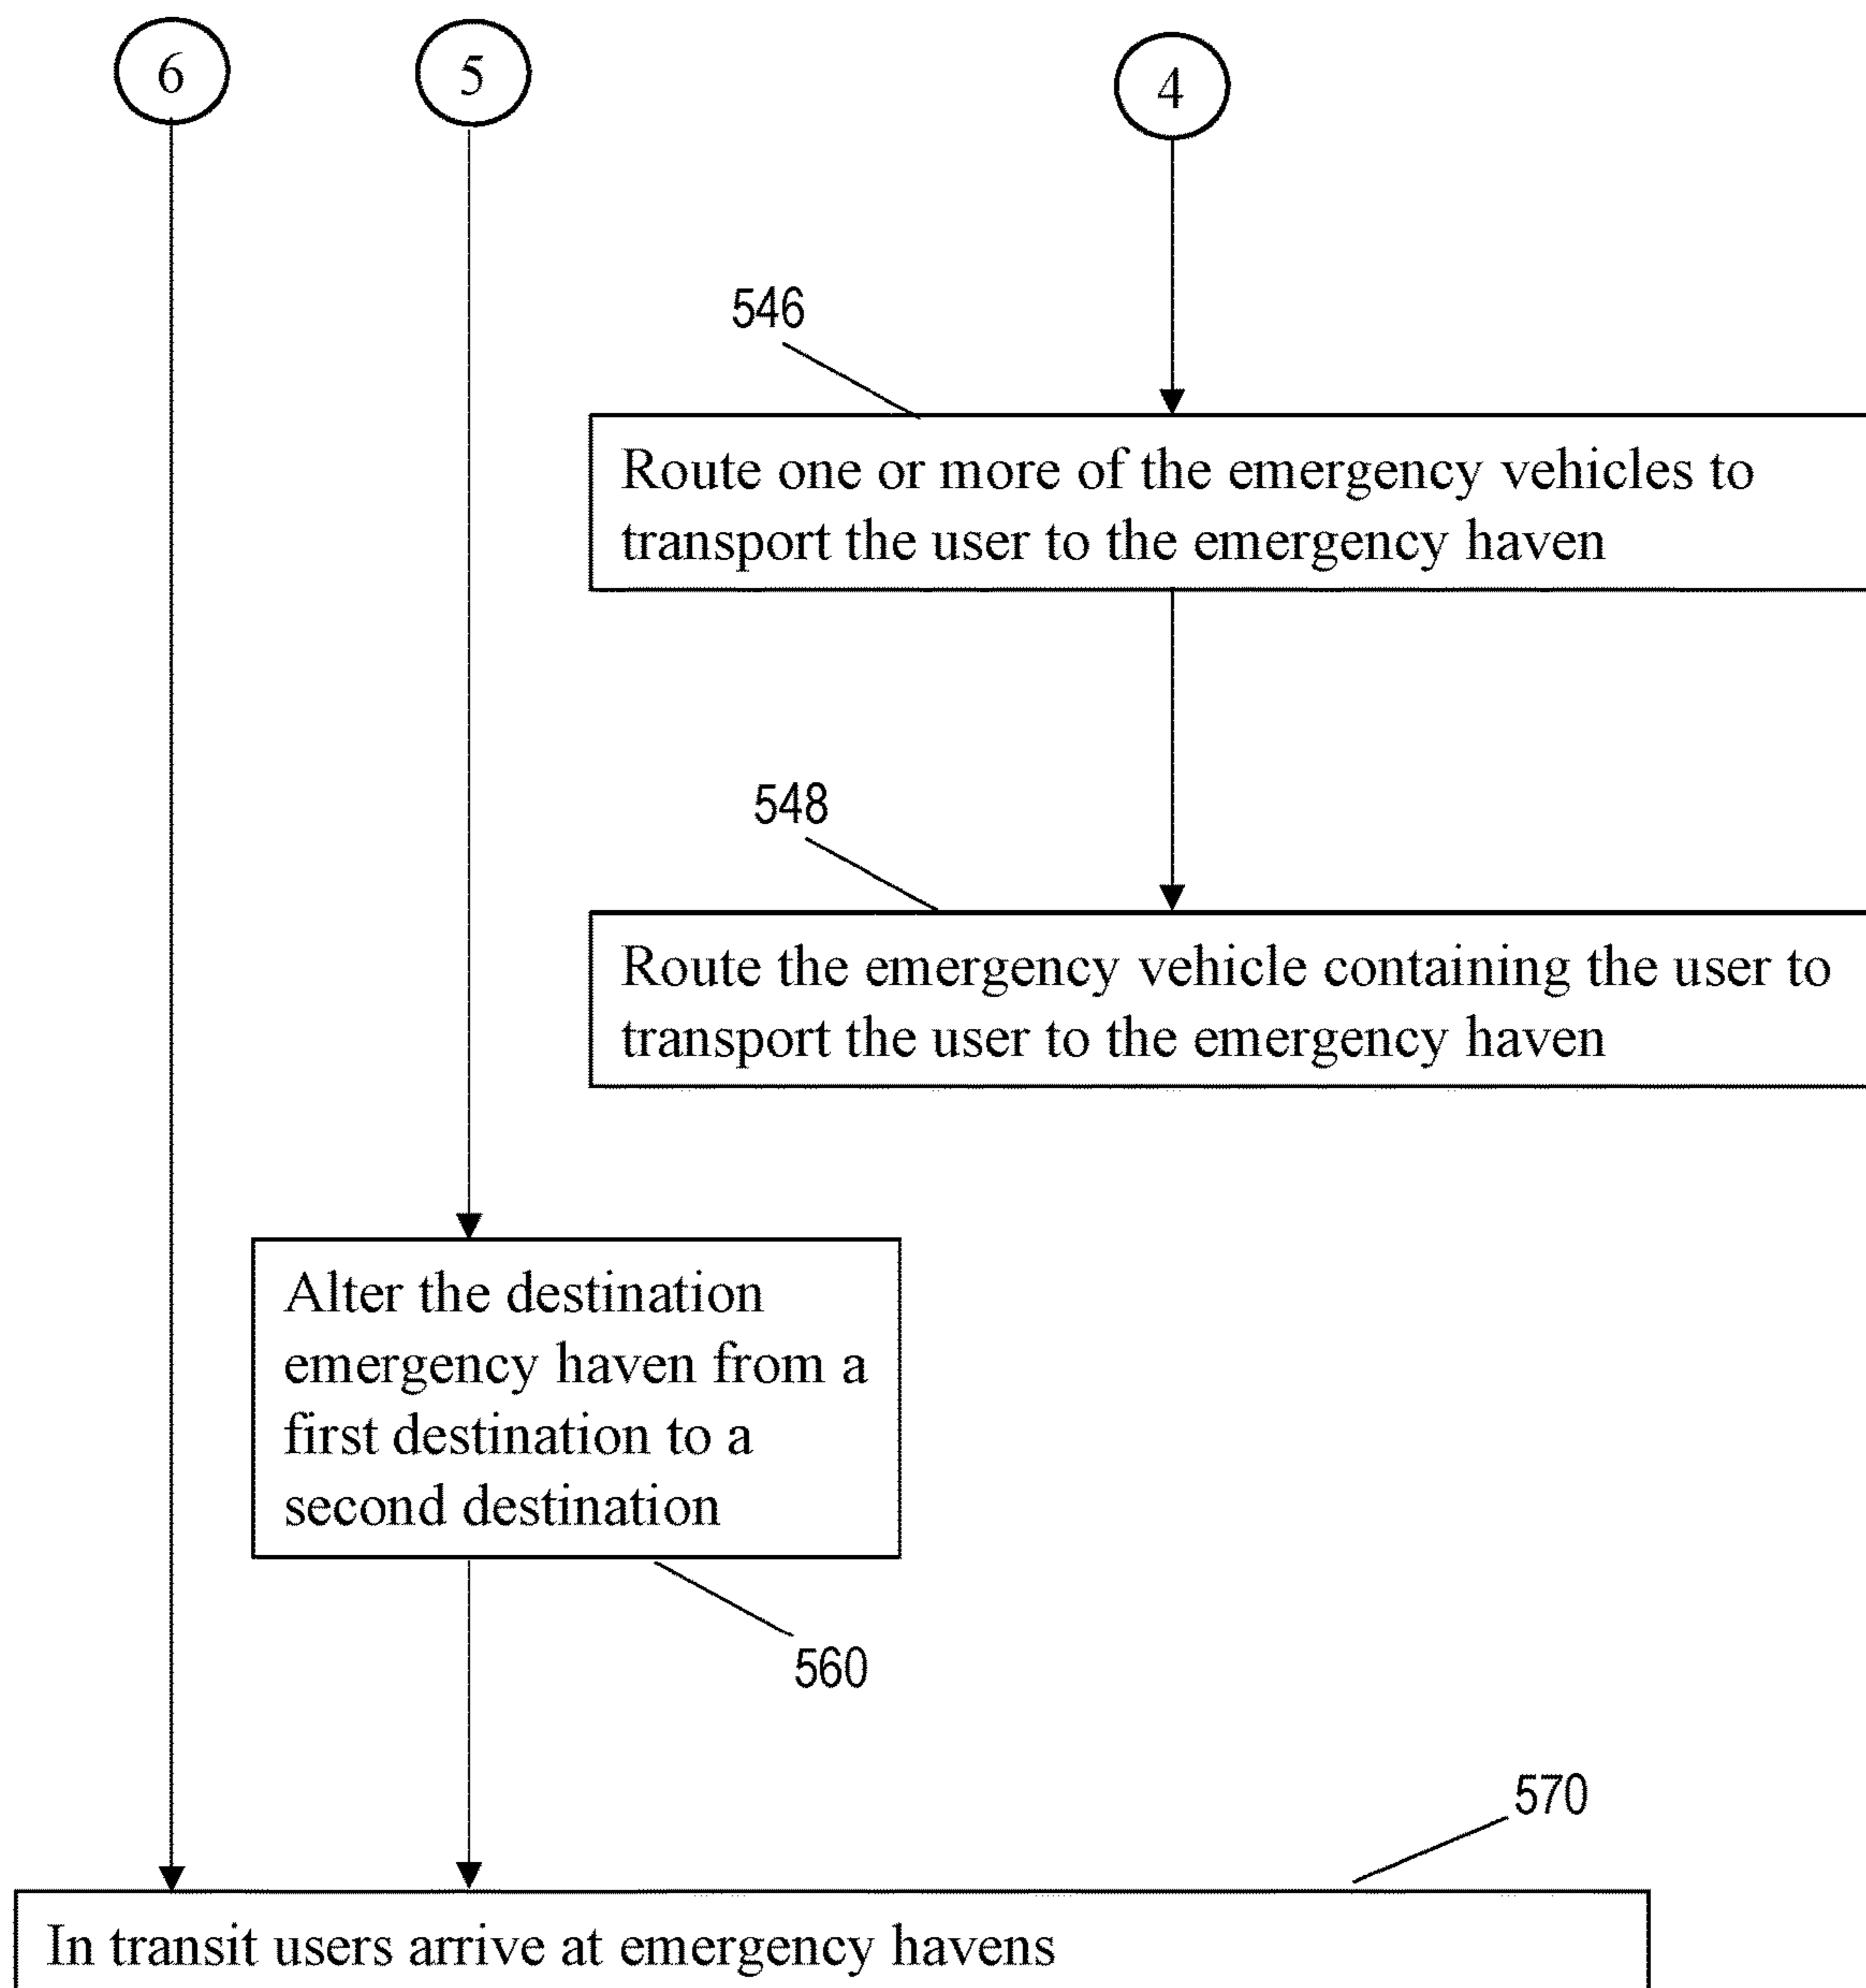 6
5
4
546
Route one or more of the emergency vehicles to
transport the user to the emergency haven
548
Route the emergency vehicle containing the user to
transport the user to the emergency haven
Alter the destination
emergency haven from a
first destination to a
second destination
560
570
In transit users arrive at emergency havens